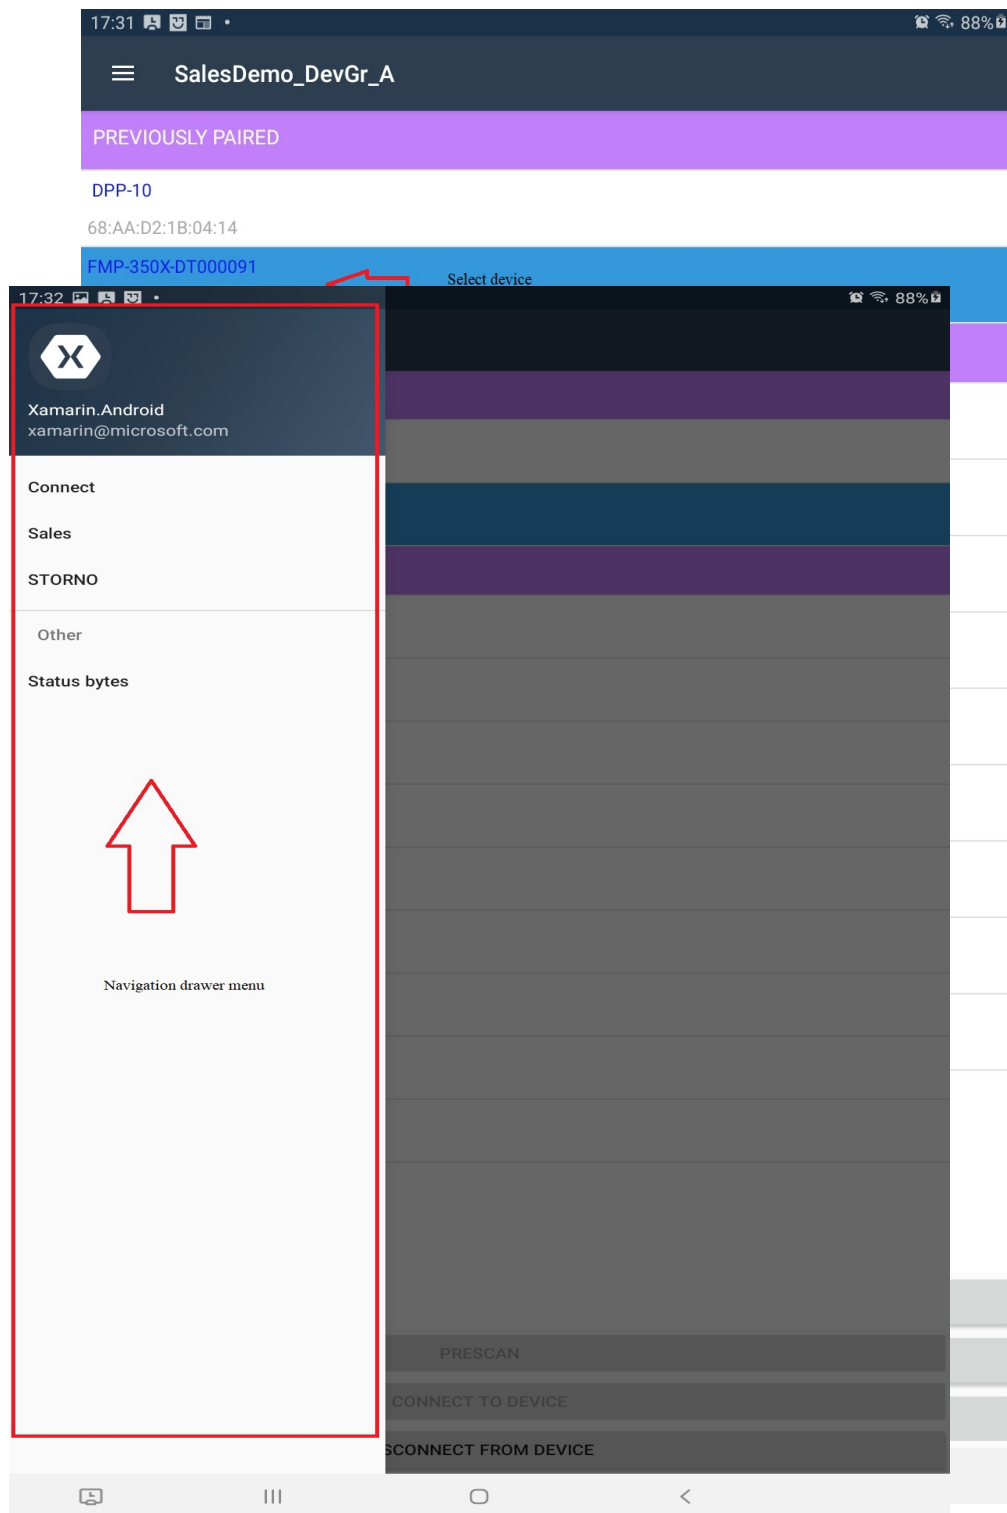 17:31
88%
SalesDemo_DevGr_A
PREVIOUSLY PAIRED
DPP-10
68:AA:D2:1B:04:14
FMP-350X-DT000091
Select device
17:32
88%
Xamarin.Android
xamarin@microsoft.com
Connect
Sales
STORNO
Other
Status bytes
Navigation drawer menu
PRESCAN
CONNECT TO DEVICE
SCONNECT FROM DEVICE